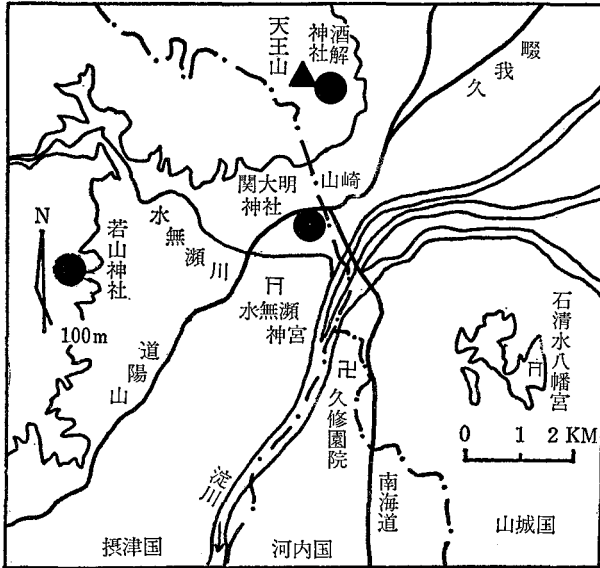 天王山
酒解
神社
久我畷
関大明
神社
山崎
N
若山神社
水無瀬川
100m
水無瀬
神宮
山陽道
卍
久修園院
石清水八幡宮
0 1 2 KM
淀川
南海道
山城国
摂津国
河内国